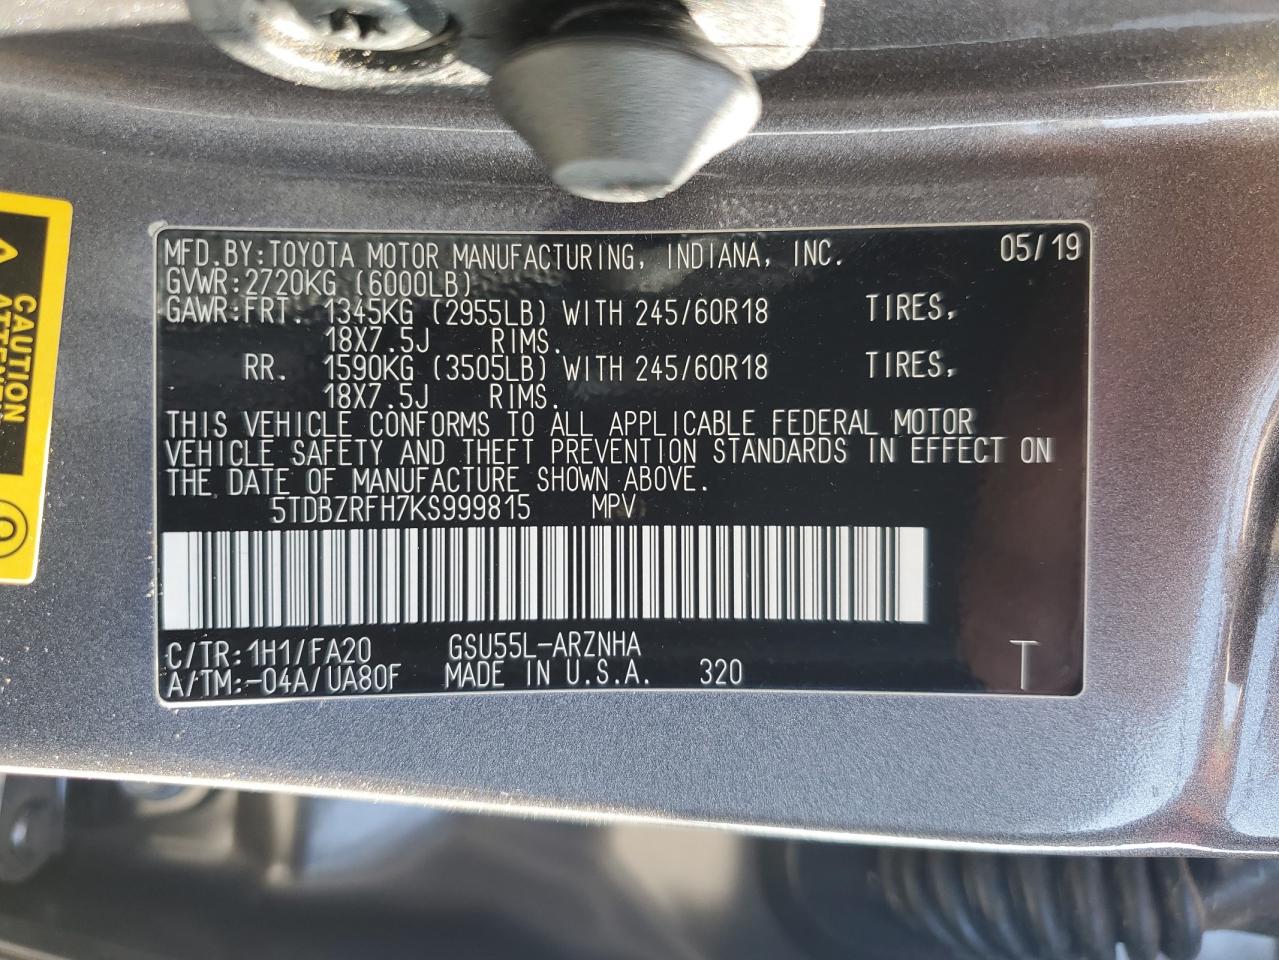 MFD.BY:TOYOTA MOTOR MANUFACTURING, INDIANA, INC. 05/19
GVWR:2720KG (6000LB)
GAWR:FRT. 1345KG (2955LB) WITH 245/60R18 TIRES,
18X7.5J RIMS.
RR. 1590KG (3505LB) WITH 245/60R18 TIRES,
18X7.5J RIMS.
THIS VEHICLE CONFORMS TO ALL APPLICABLE FEDERAL MOTOR
VEHICLE SAFETY AND THEFT PREVENTION STANDARDS IN EFFECT ON
THE DATE OF MANUFACTURE SHOWN ABOVE.
5TDBZRFH7KS999815 MPV
C/TR:1H1/FA20 GSU55L-ARZNHA
A/TM:-04A/UA80F MADE IN U.S.A. 320 T
CAUTION